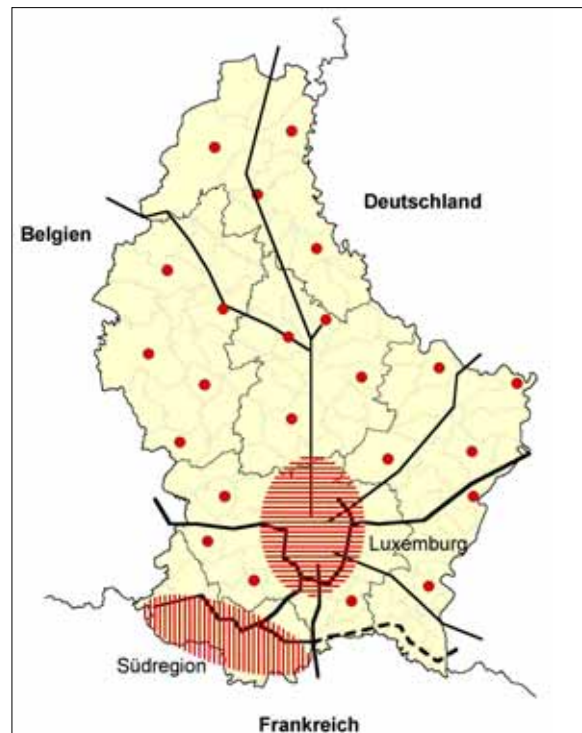 Deutschland
Belgien
Luxemburg
Südregion
Frankreich